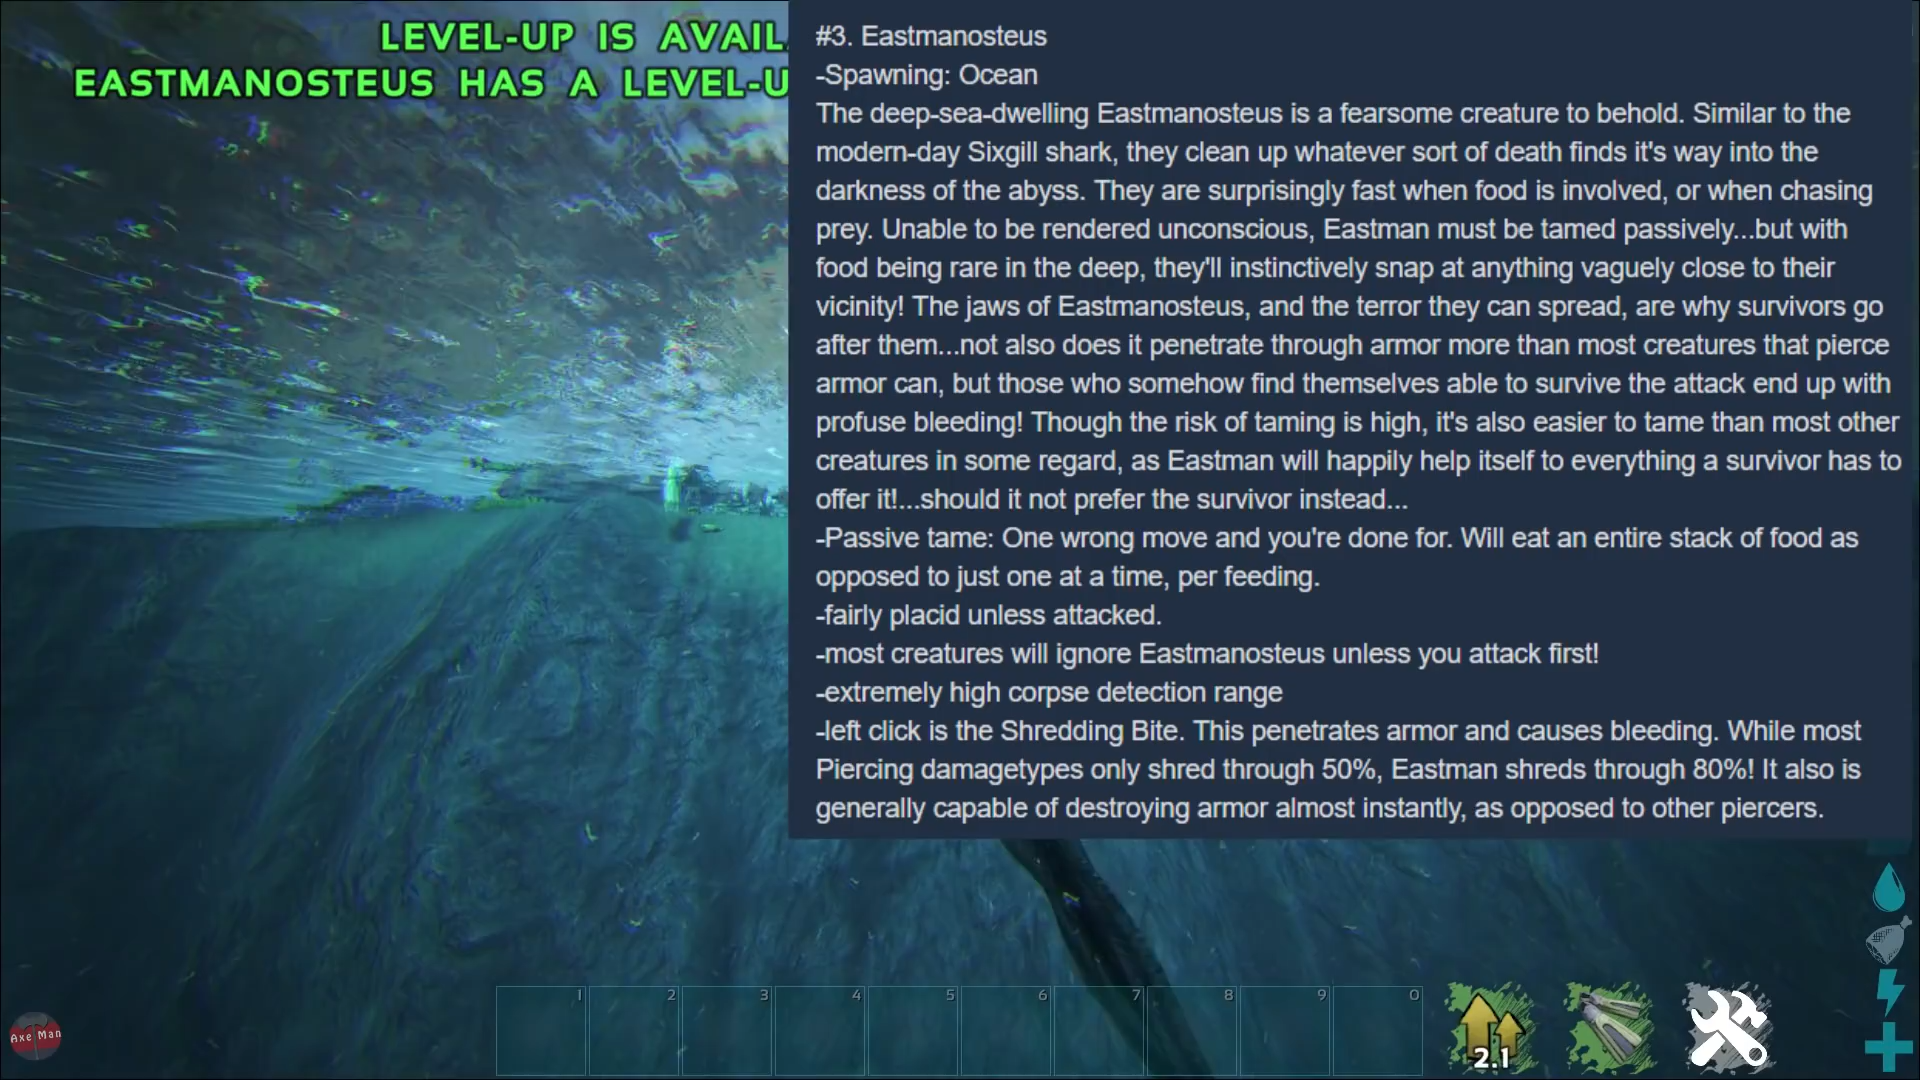 LEVEL-UP IS AVAIL
EASTMANOSTEUS HAS A LEVEL-U
#3. Eastmanosteus
-Spawning: Ocean
The deep-sea-dwelling Eastmanosteus is a fearsome creature to behold. Similar to the
modern-day Sixgill shark, they clean up whatever sort of death finds it's way into the
darkness of the abyss. They are surprisingly fast when food is involved, or when chasing
prey. Unable to be rendered unconscious, Eastman must be tamed passively...but with
food being rare in the deep, they'll instinctively snap at anything vaguely close to their
vicinity! The jaws of Eastmanosteus, and the terror they can spread, are why survivors go
after them...not also does it penetrate through armor more than most creatures that pierce
armor can, but those who somehow find themselves able to survive the attack end up with
profuse bleeding! Though the risk of taming is high, it's also easier to tame than most other
creatures in some regard, as Eastman will happily help itself to everything a survivor has to
offer it!...should it not prefer the survivor instead...
-Passive tame: One wrong move and you're done for. Will eat an entire stack of food as
opposed to just one at a time, per feeding.
-fairly placid unless attacked.
-most creatures will ignore Eastmanosteus unless you attack first!
-extremely high corpse detection range
-left click is the Shredding Bite. This penetrates armor and causes bleeding. While most
Piercing damagetypes only shred through 50%, Eastman shreds through 80%! It also is
generally capable of destroying armor almost instantly, as opposed to other piercers.
1 2 3 4 5 6 7 8 9 0
2.1
Axe Man